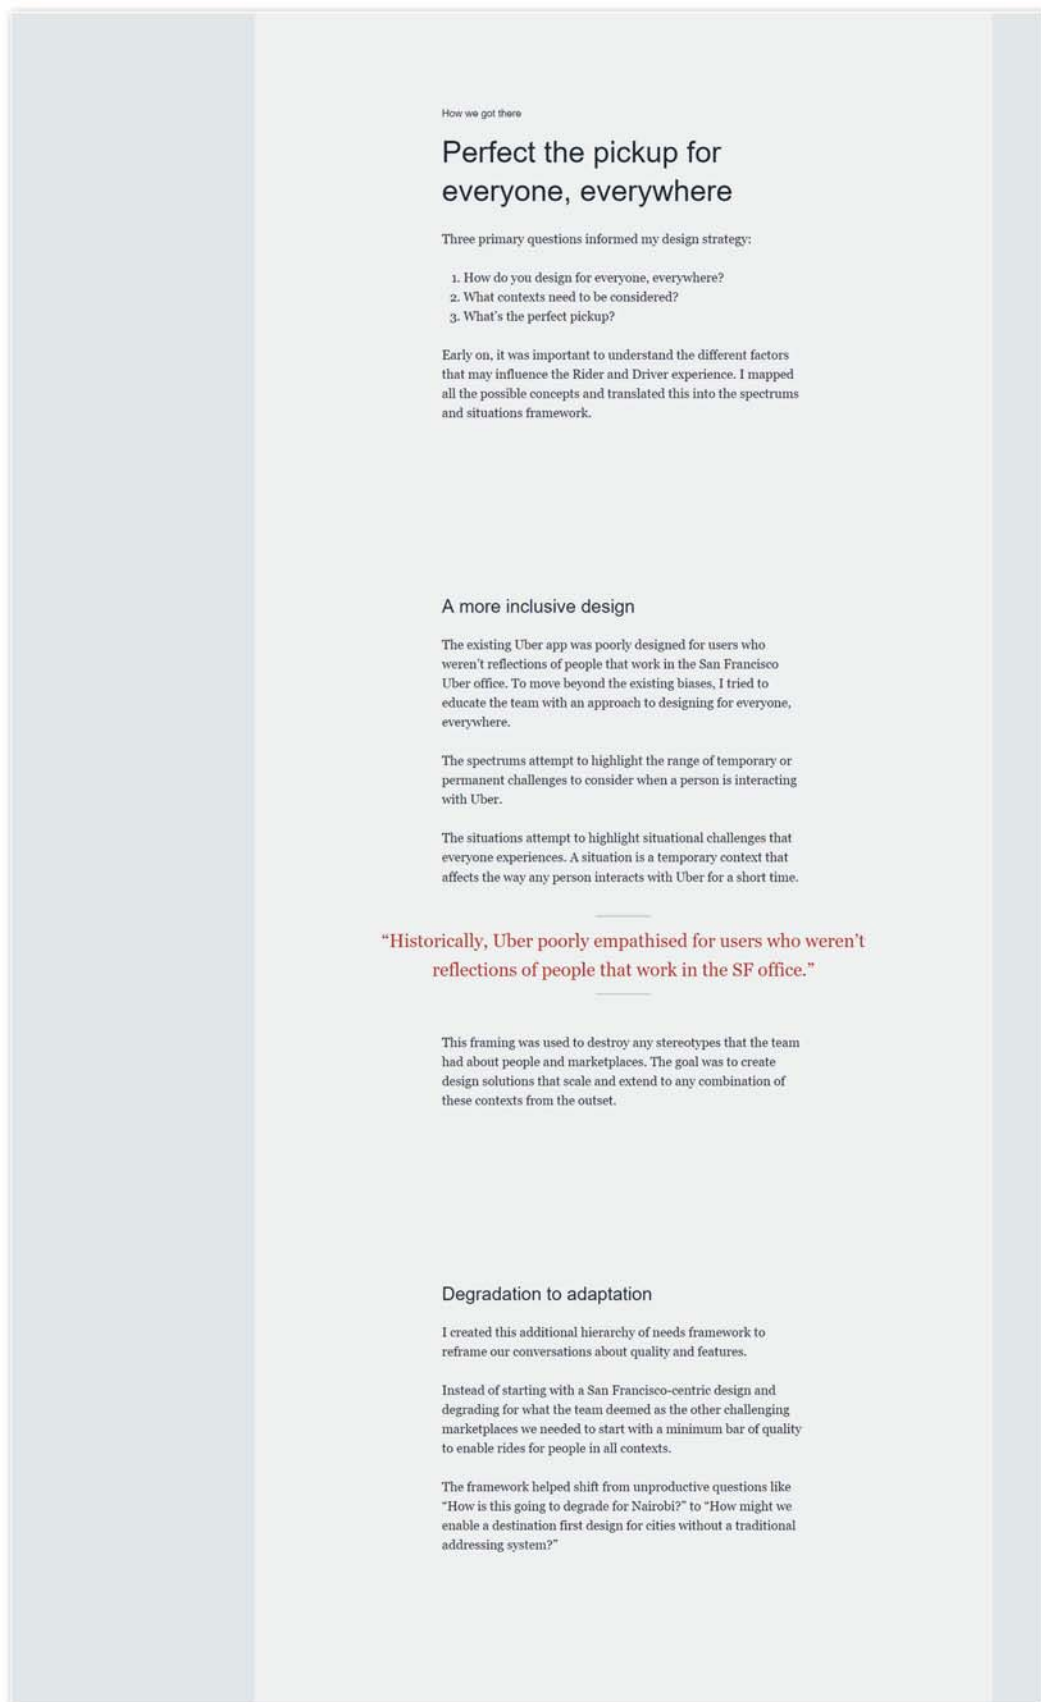 How we got there
Perfect the pickup for
everyone, everywhere
Three primary questions informed my design strategy:
1. How do you design for everyone, everywhere?
2. What contexts need to be considered?
3. What's the perfect pickup?
Early on, it was important to understand the different factors
that may influence the Rider and Driver experience. I mapped
all the possible concepts and translated this into the spectrums
and situations framework.
A more inclusive design
The existing Uber app was poorly designed for users who
weren't reflections of people that work in the San Francisco
Uber office. To move beyond the existing biases, I tried to
educate the team with an approach to designing for everyone,
everywhere.
The spectrums attempt to highlight the range of temporary or
permanent challenges to consider when a person is interacting
with Uber.
The situations attempt to highlight situational challenges that
everyone experiences. A situation is a temporary context that
affects the way any person interacts with Uber for a short time.
“Historically, Uber poorly empathised for users who weren’t
reflections of people that work in the SF office.”
This framing was used to destroy any stereotypes that the team
had about people and marketplaces. The goal was to create
design solutions that scale and extend to any combination of
these contexts from the outset.
Degradation to adaptation
I created this additional hierarchy of needs framework to
reframe our conversations about quality and features.
Instead of starting with a San Francisco-centric design and
degrading for what the team deemed as the other challenging
marketplaces we needed to start with a minimum bar of quality
to enable rides for people in all contexts.
The framework helped shift from unproductive questions like
“How is this going to degrade for Nairobi?” to “How might we
enable a destination first design for cities without a traditional
addressing system?”